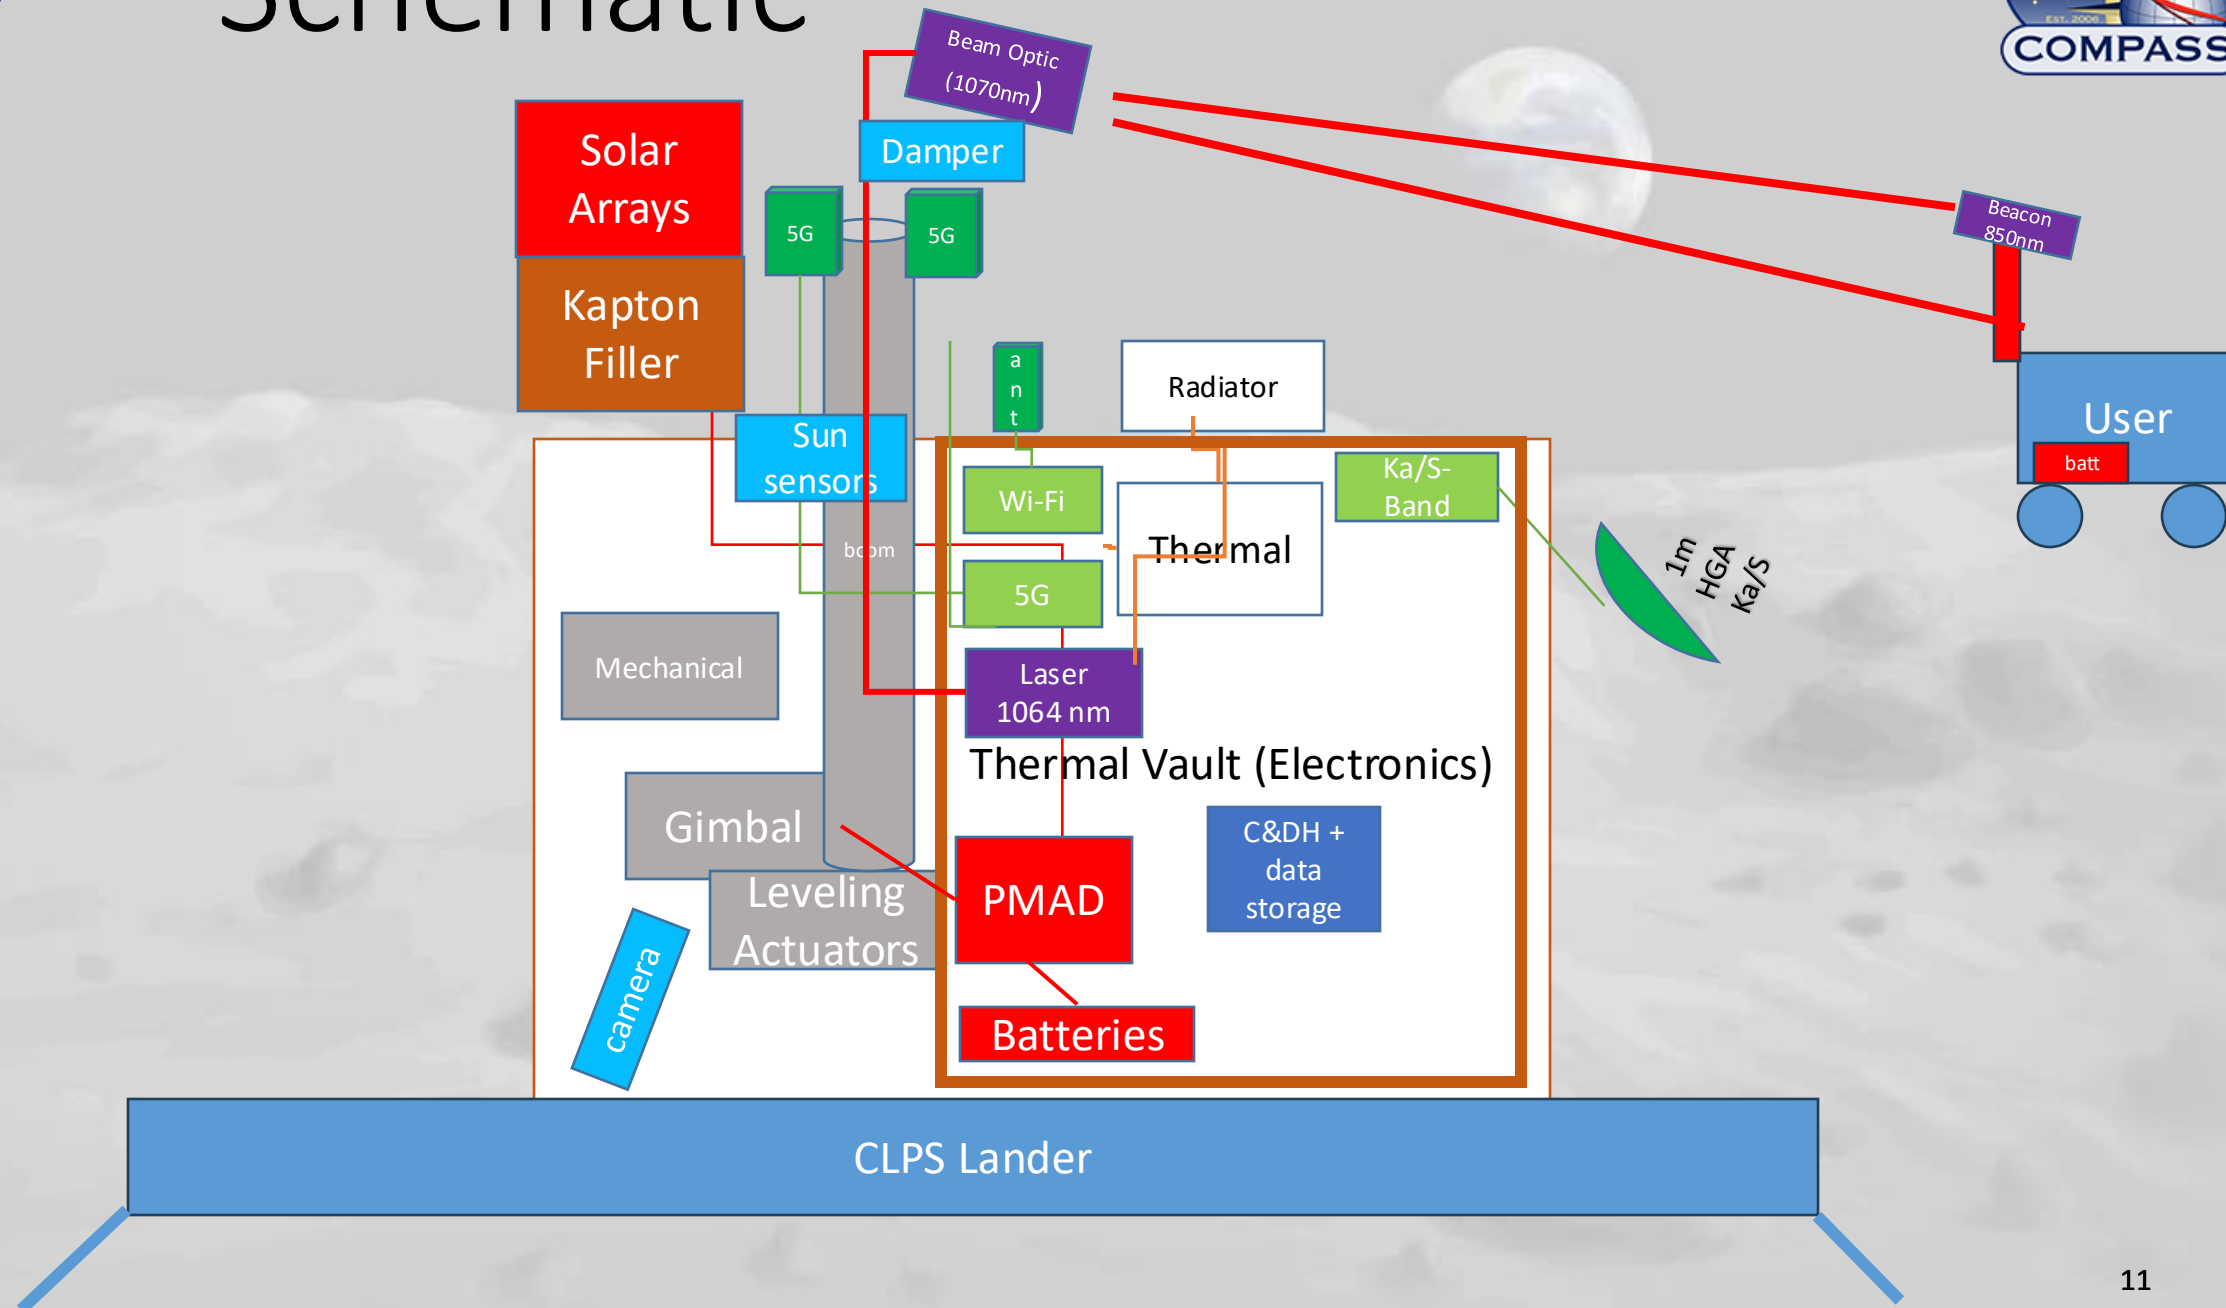 Schematic
EST. 2006
COMPASS
Beam Optic
(1070nm)
Solar
Arrays
Damper
Beacon
850nm
5G
5G
Kapton
Filler
a
n
t
Radiator
User
batt
Sun
sensors
Wi-Fi
Ka/S-
Band
boom
Thermal
1m
HGA
Ka/S
5G
Mechanical
Laser
1064 nm
Thermal Vault (Electronics)
Gimbal
C&DH +
data
storage
Leveling
Actuators
PMAD
camera
Batteries
CLPS Lander
11